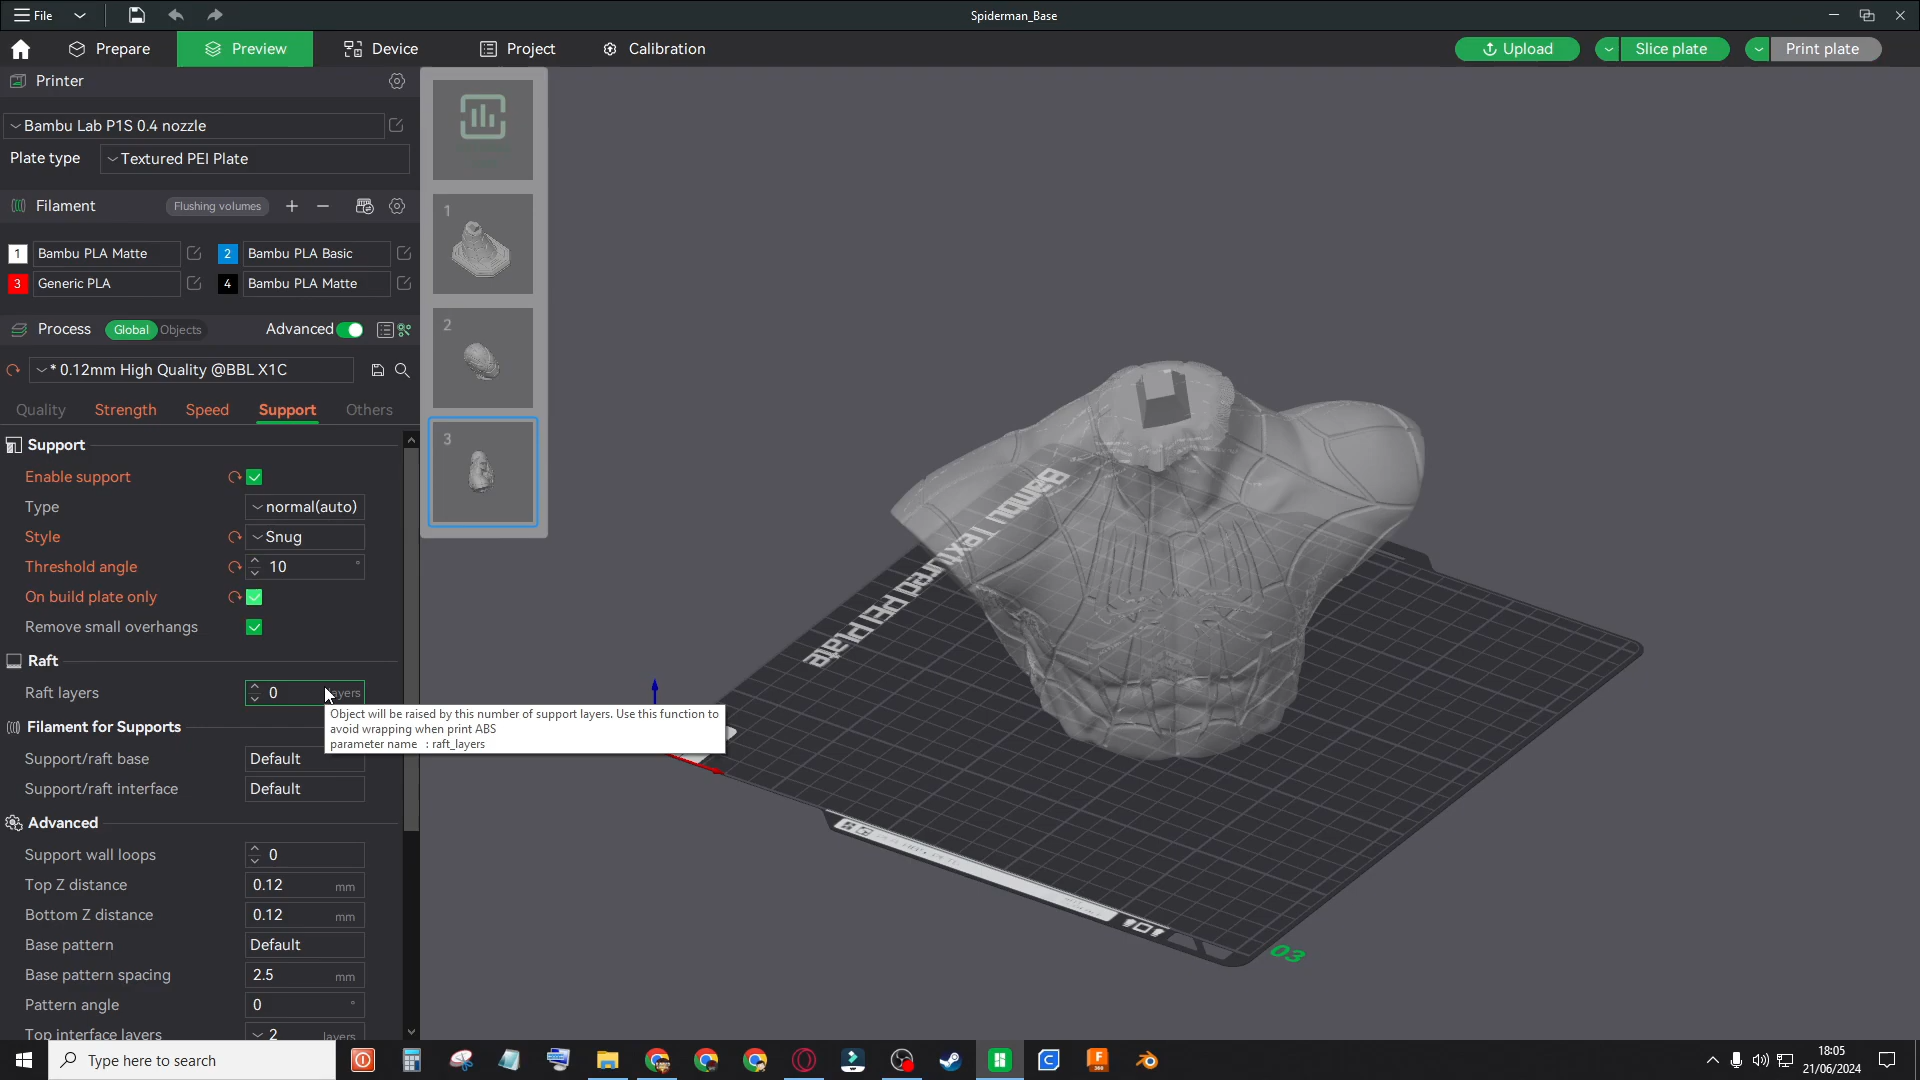 File
Spiderman_Base
Prepare
Preview
Device
Project
Calibration
Upload
Slice plate
Print plate
Printer
Bambu Lab P1S 0.4 nozzle
Plate type
Textured PEI Plate
Filament
Flushing volumes
1 Bambu PLA Matte
2 Bambu PLA Basic
3 Generic PLA
4 Bambu PLA Matte
Process Global Objects Advanced
* 0.12mm High Quality @BBL X1C
Quality Strength Speed Support Others
Support
Enable support
Type normal(auto)
Style Snug
Threshold angle 10 °
On build plate only
Remove small overhangs
Raft
Raft layers 0 layers
Object will be raised by this number of support layers. Use this function to
avoid wrapping when print ABS
parameter name : raft_layers
Filament for Supports
Support/raft base Default
Support/raft interface Default
Advanced
Support wall loops 0
Top Z distance 0.12 mm
Bottom Z distance 0.12 mm
Base pattern Default
Base pattern spacing 2.5 mm
Pattern angle 0 °
Top interface layers 2 layers
1
2
3
Bambu Textured PEI Plate
03
Type here to search
18:05
21/06/2024